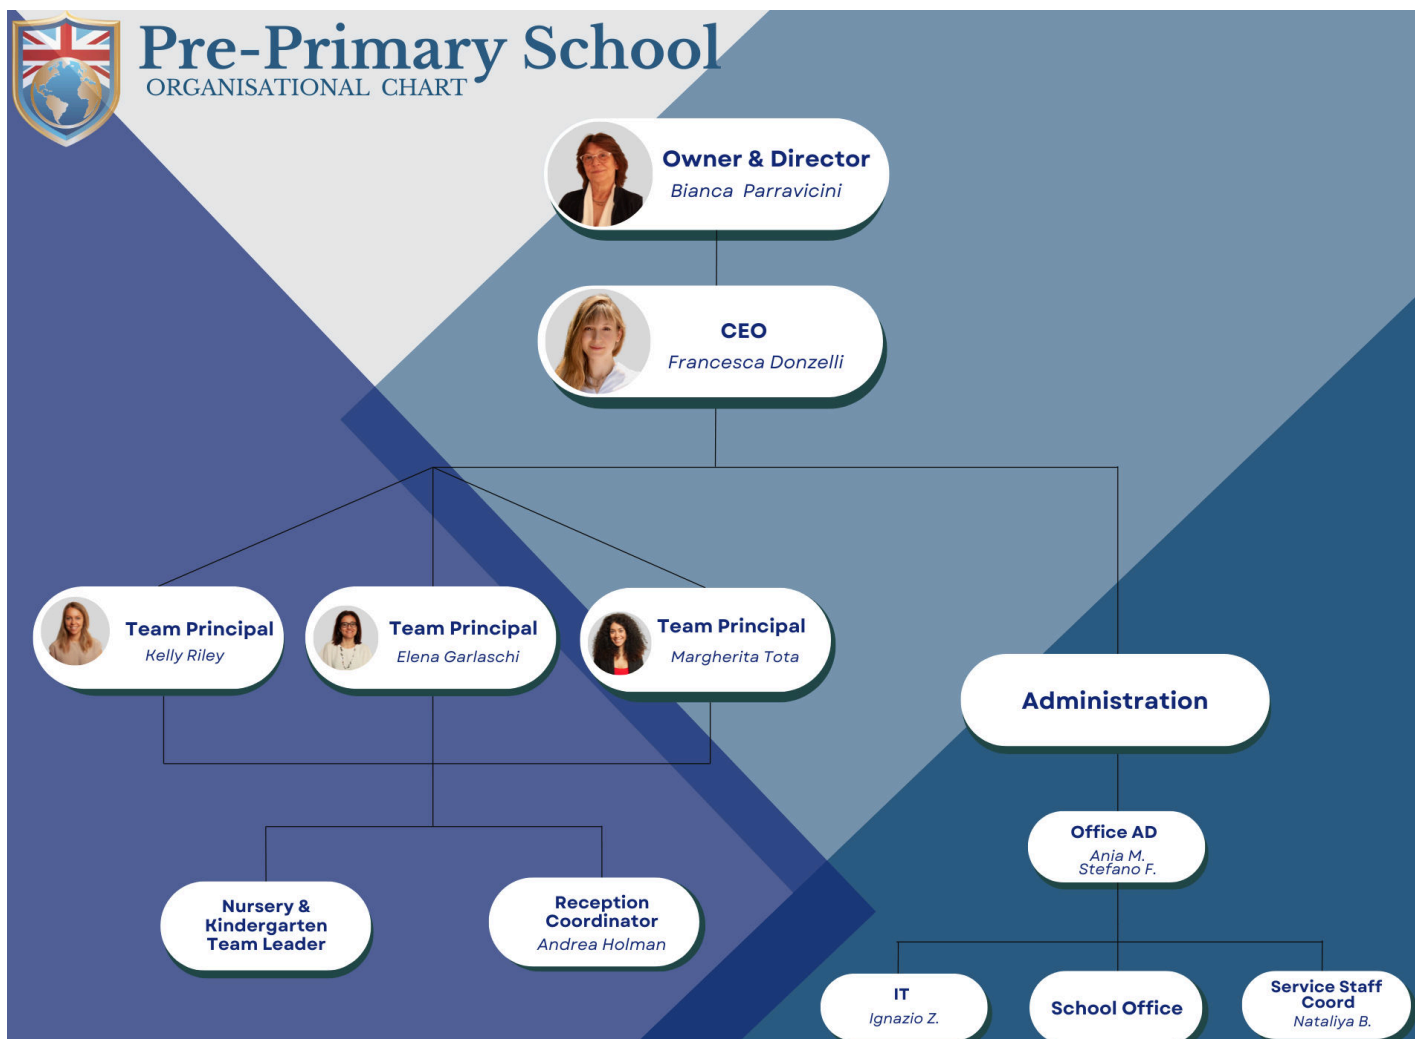 Pre-Primary School
ORGANISATIONAL CHART
Owner & Director
Bianca Parravicini
CEO
Francesca Donzelli
Team Principal
Kelly Riley
Team Principal
Elena Garlaschi
Team Principal
Margherita Tota
Administration
Office AD
Ania M.
Stefano F.
Nursery &
Kindergarten
Team Leader
Reception
Coordinator
Andrea Holman
IT
Ignazio Z.
School Office
Service Staff
Coord
Nataliya B.